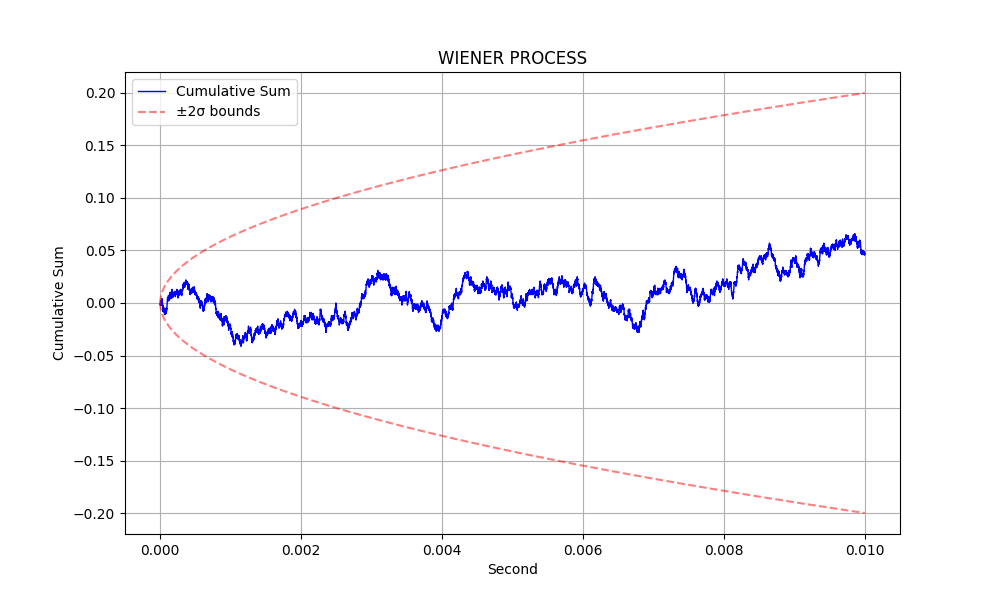 WIENER PROCESS
Cumulative Sum
±2σ bounds
0.20
0.15
0.10
0.05
0.00
−0.05
−0.10
−0.15
−0.20
Cumulative Sum
0.000 0.002 0.004 0.006 0.008 0.010
Second